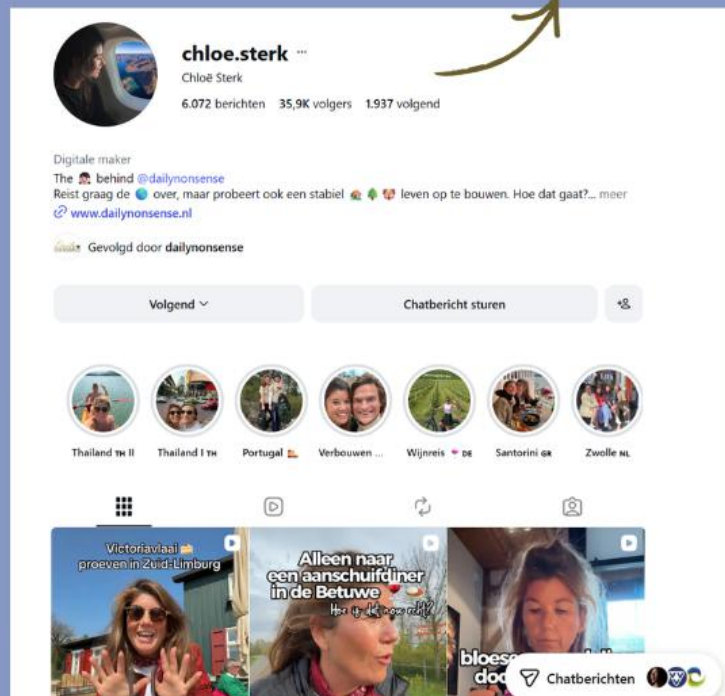 chloe.sterk ...
Chloë Sterk
6.072 berichten 35,9K volgers 1.937 volgend
Digitale maker
The 👩🏻 behind @dailynonsense
Reist graag de 🌍 over, maar probeert ook een stabiel 🏡 🌲 🐶 leven op te bouwen. Hoe dat gaat?... meer
www.dailynonsense.nl
Gevolgd door dailynonsense
Volgend
Chatbericht sturen
Thailand TH II
Thailand I TH
Portugal
Verbouwen ...
Wijnreis 🍷 DE
Santorini GR
Zwolle NL
Victoriavlaai 🍰
proeven in Zuid-Limburg
Alleen naar
een aanschuifdiner
in de Betuwe
Hoe is dat nou echt?
Chatberichten